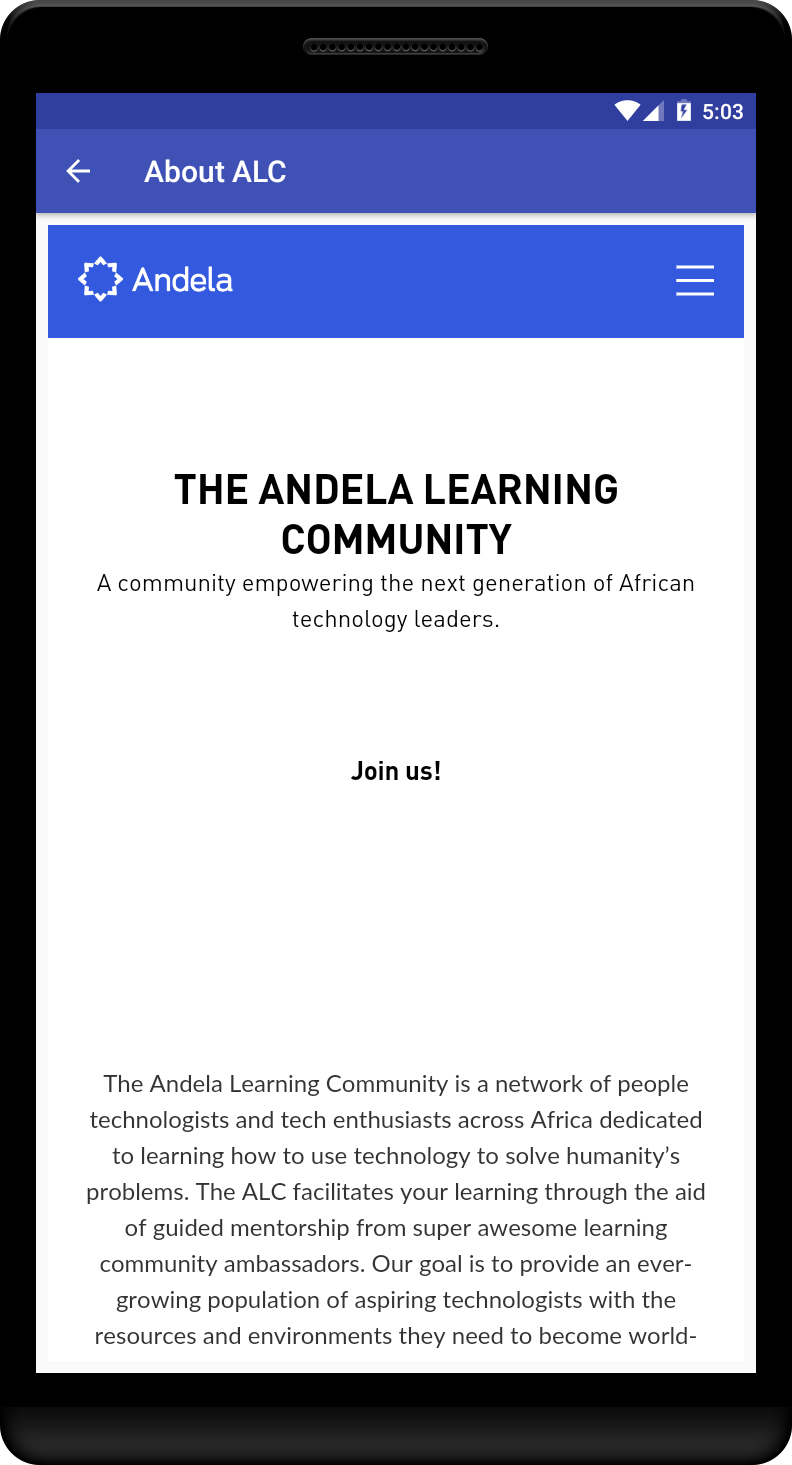 5:03
About ALC
Andela
THE ANDELA LEARNING
COMMUNITY
A community empowering the next generation of African
technology leaders.
Join us!
The Andela Learning Community is a network of people
technologists and tech enthusiasts across Africa dedicated
to learning how to use technology to solve humanity’s
problems. The ALC facilitates your learning through the aid
of guided mentorship from super awesome learning
community ambassadors. Our goal is to provide an ever-
growing population of aspiring technologists with the
resources and environments they need to become world-